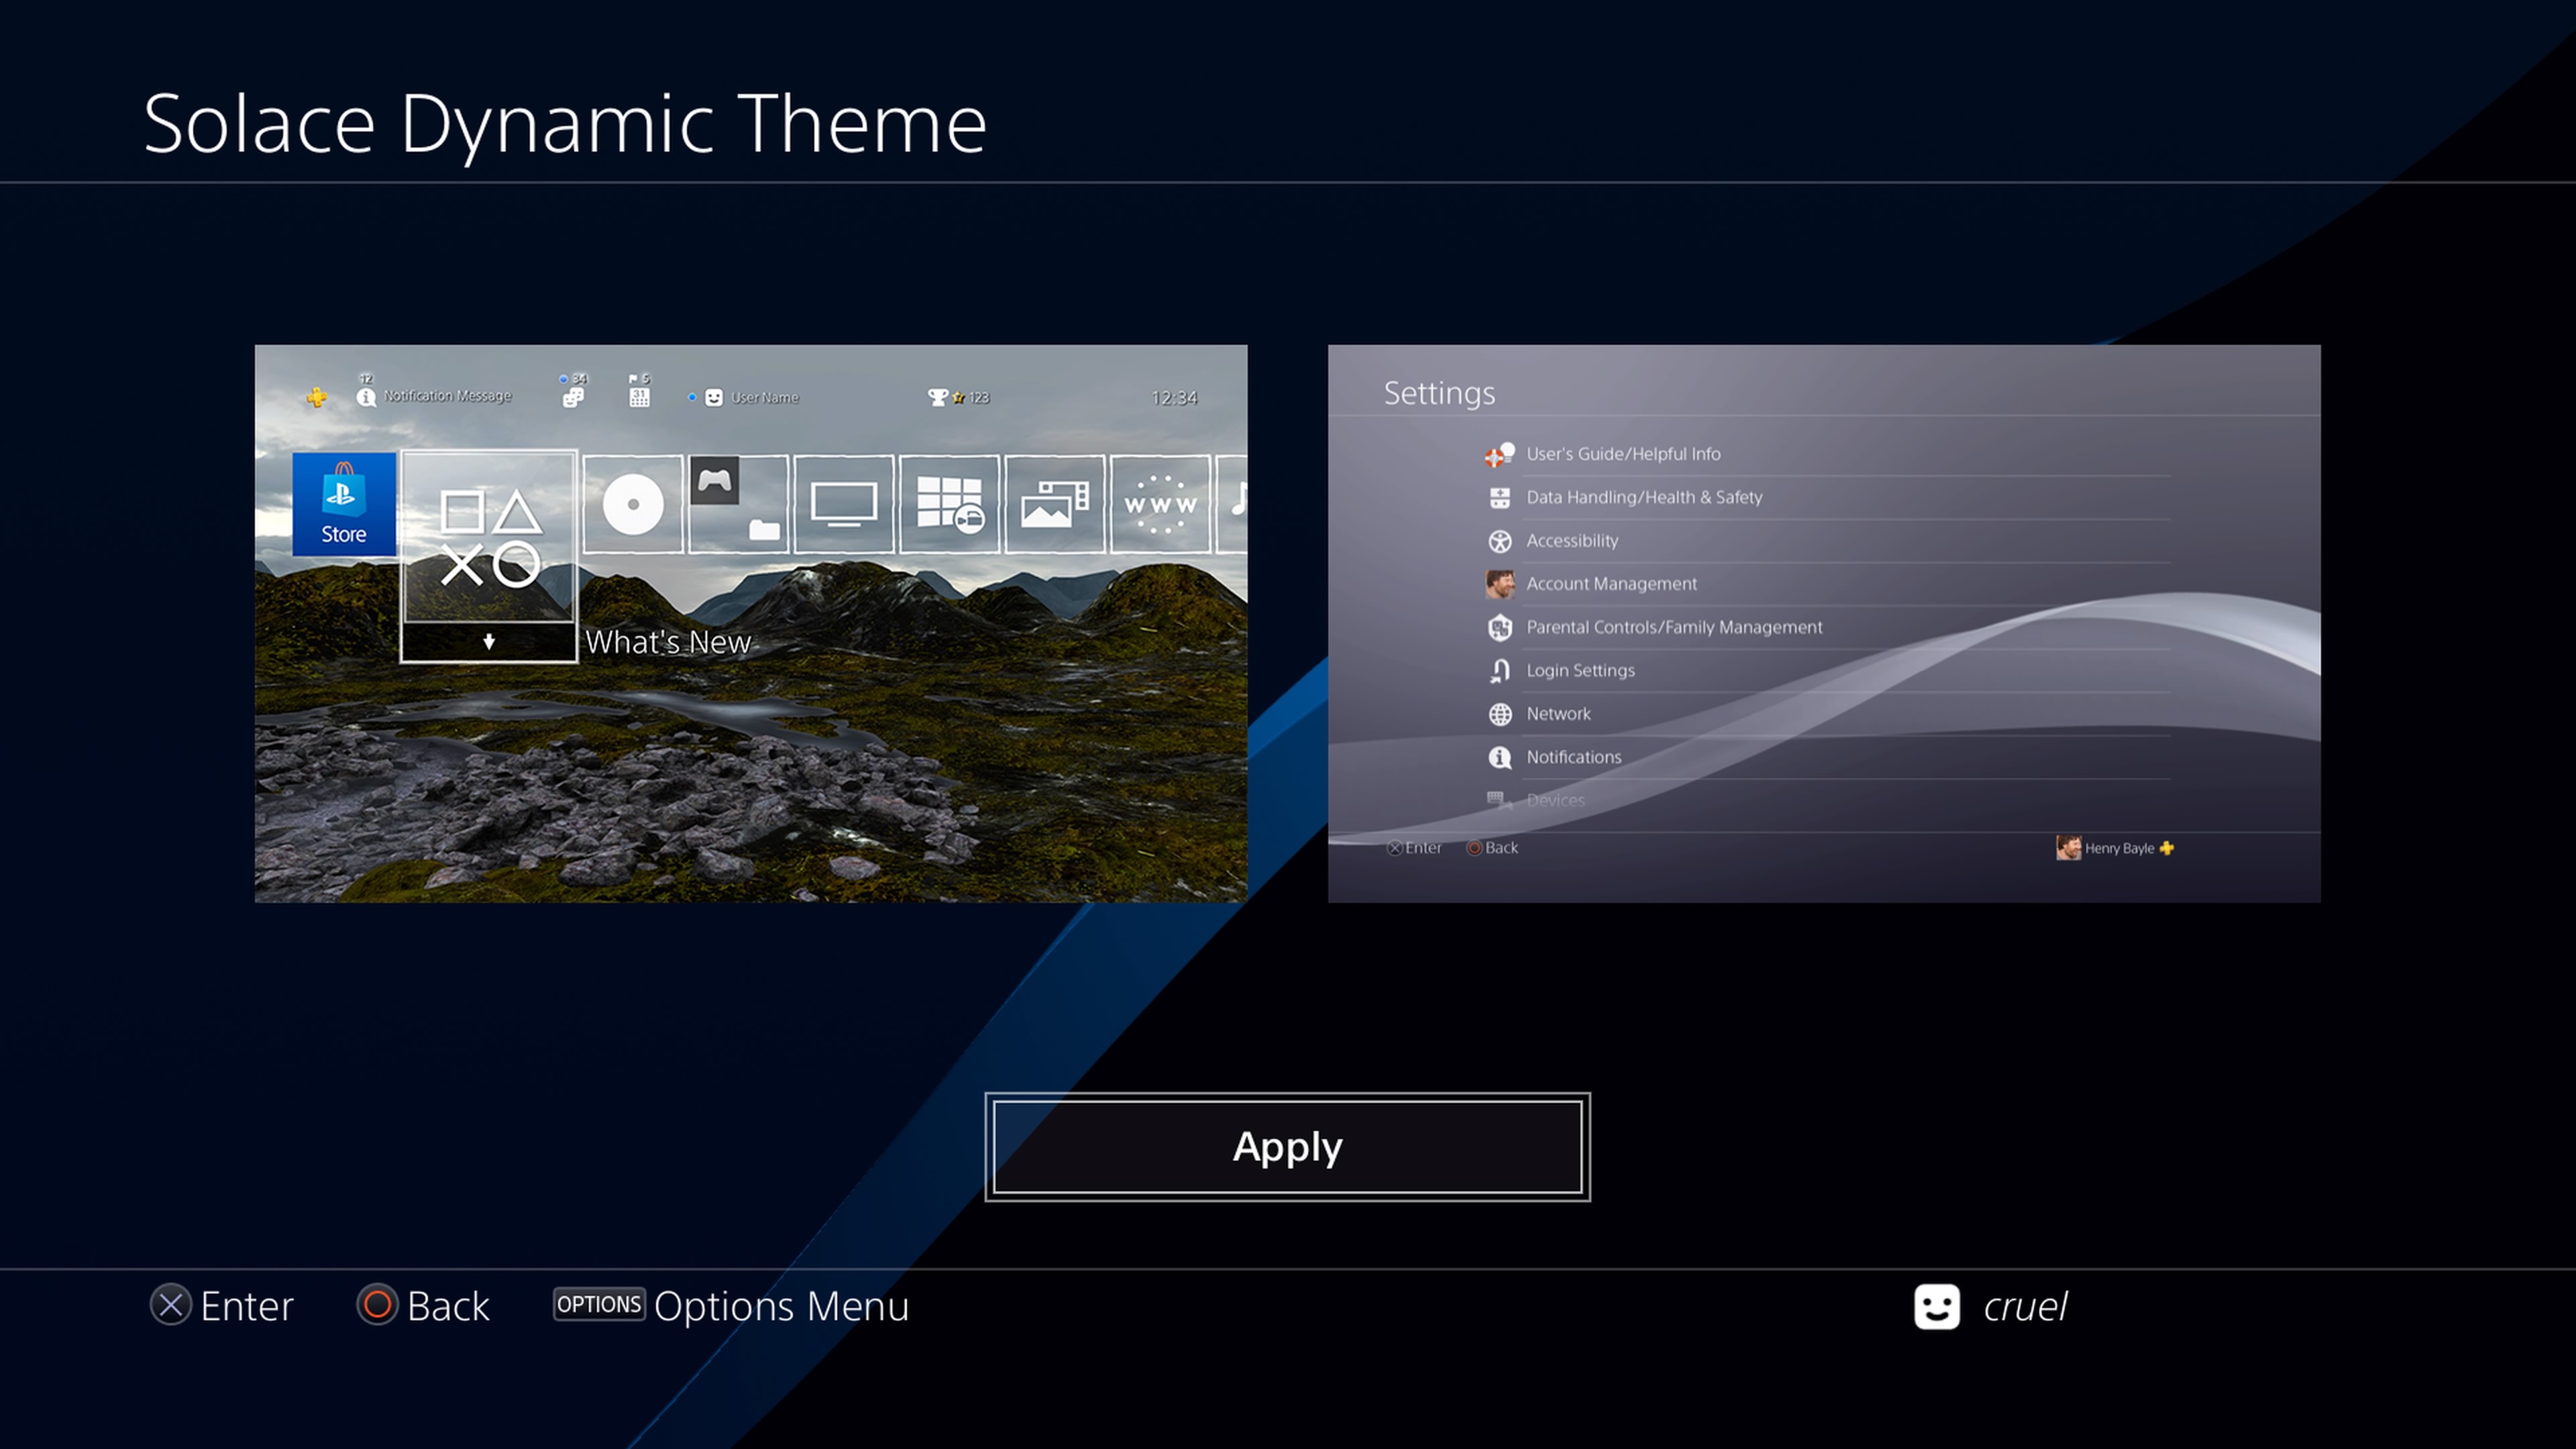 Solace Dynamic Theme
12
Notification Message
34
5
31
User Name
123
12:34
Store
www
What's New
Settings
User's Guide/Helpful Info
Data Handling/Health & Safety
Accessibility
Account Management
Parental Controls/Family Management
Login Settings
Network
Notifications
Devices
Enter Back
Henry Bayle
Apply
Enter Back OPTIONS Options Menu
cruel